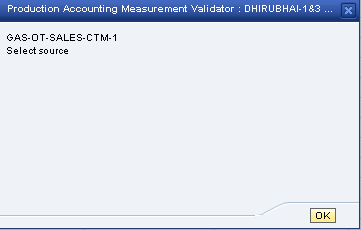 Production Accounting Measurement Validator : DHIRUBHAI-1&3 ...
GAS-OT-SALES-CTM-1
Select source
OK